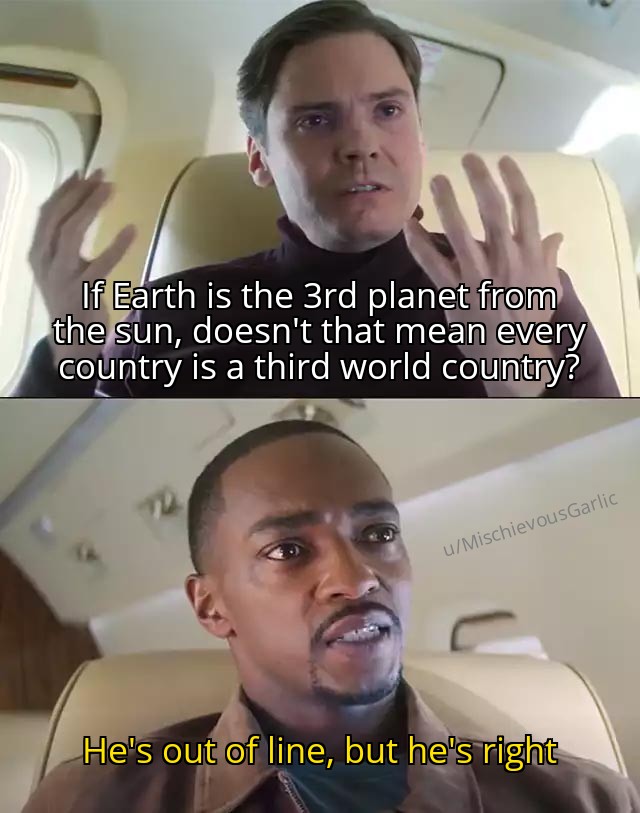 If Earth is the 3rd planet from
the sun, doesn't that mean every
country is a third world country?
u/MischievousGarlic
He's out of line, but he's right